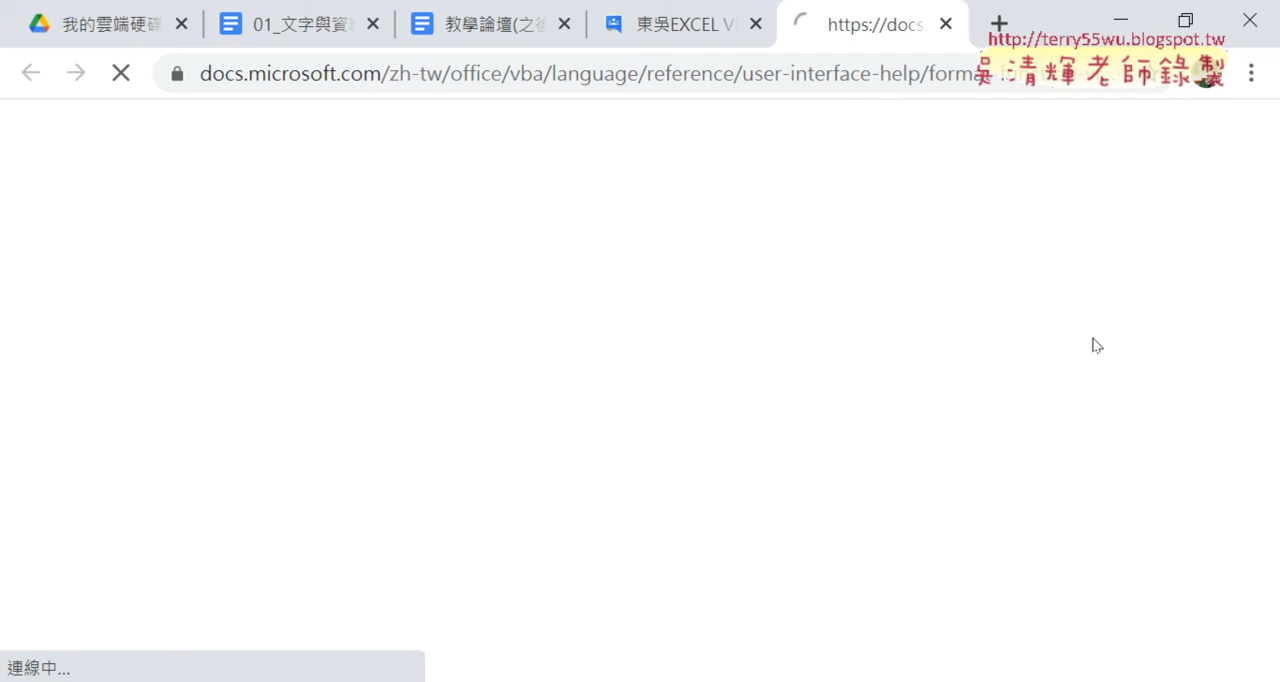 我的雲端硬碟
01_文字與資
教學論壇(之後
東吳EXCEL V
https://docs.
http://terry55wu.blogspot.tw
docs.microsoft.com/zh-tw/office/vba/language/reference/user-interface-help/forma
吳清輝老師錄製
連線中...